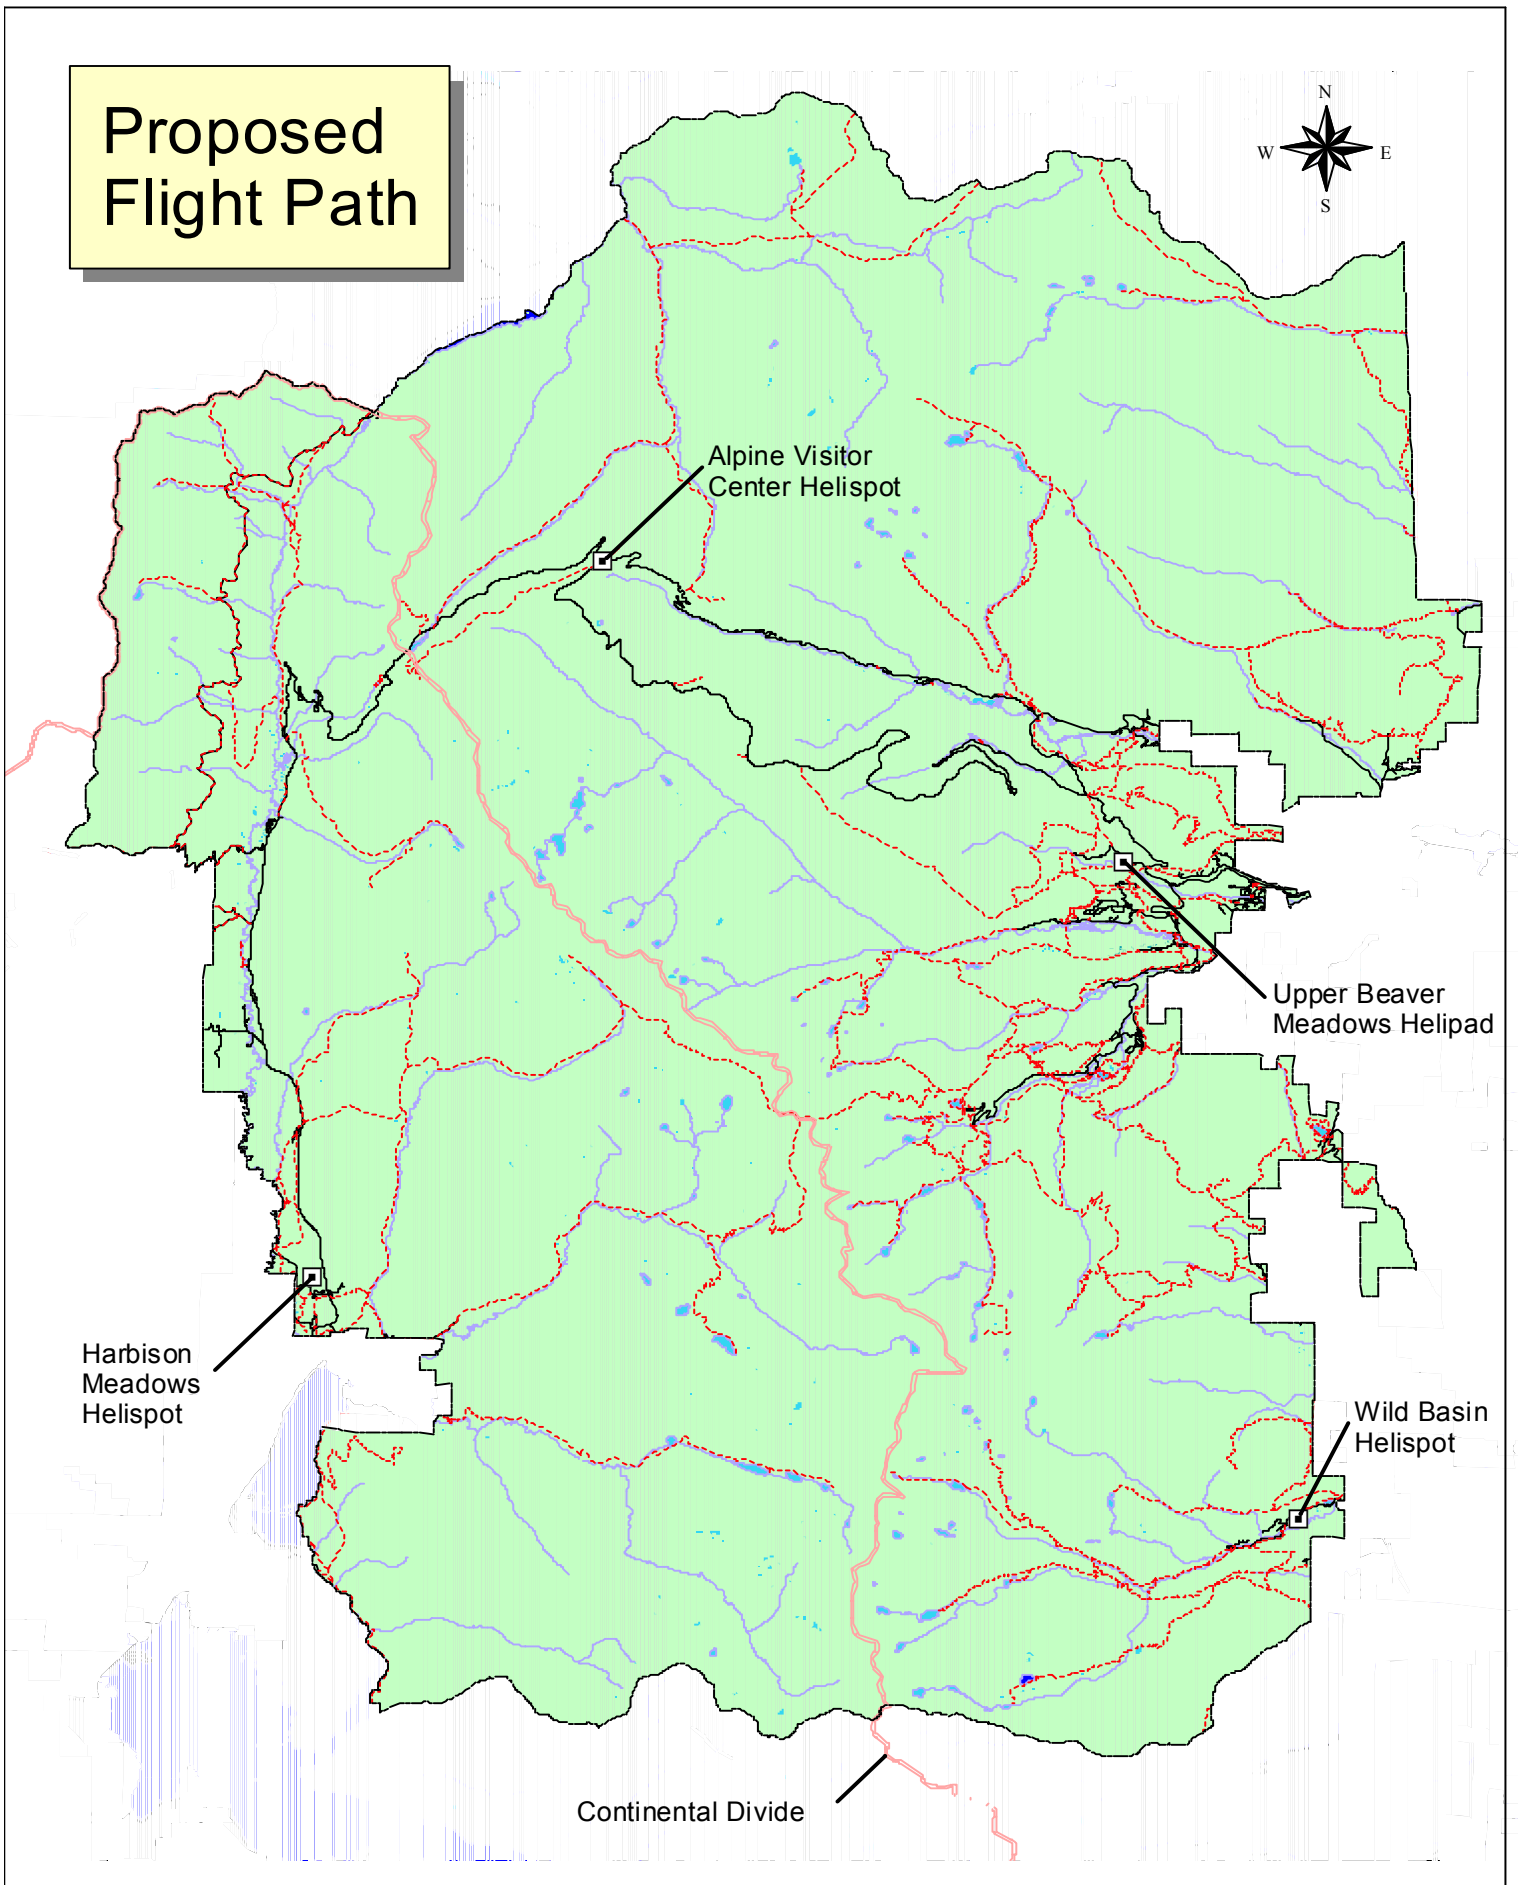 Proposed
Flight Path
N
W
E
S
Alpine Visitor
Center Helispot
Upper Beaver
Meadows Helipad
Harbison
Meadows
Helispot
Wild Basin
Helispot
Continental Divide